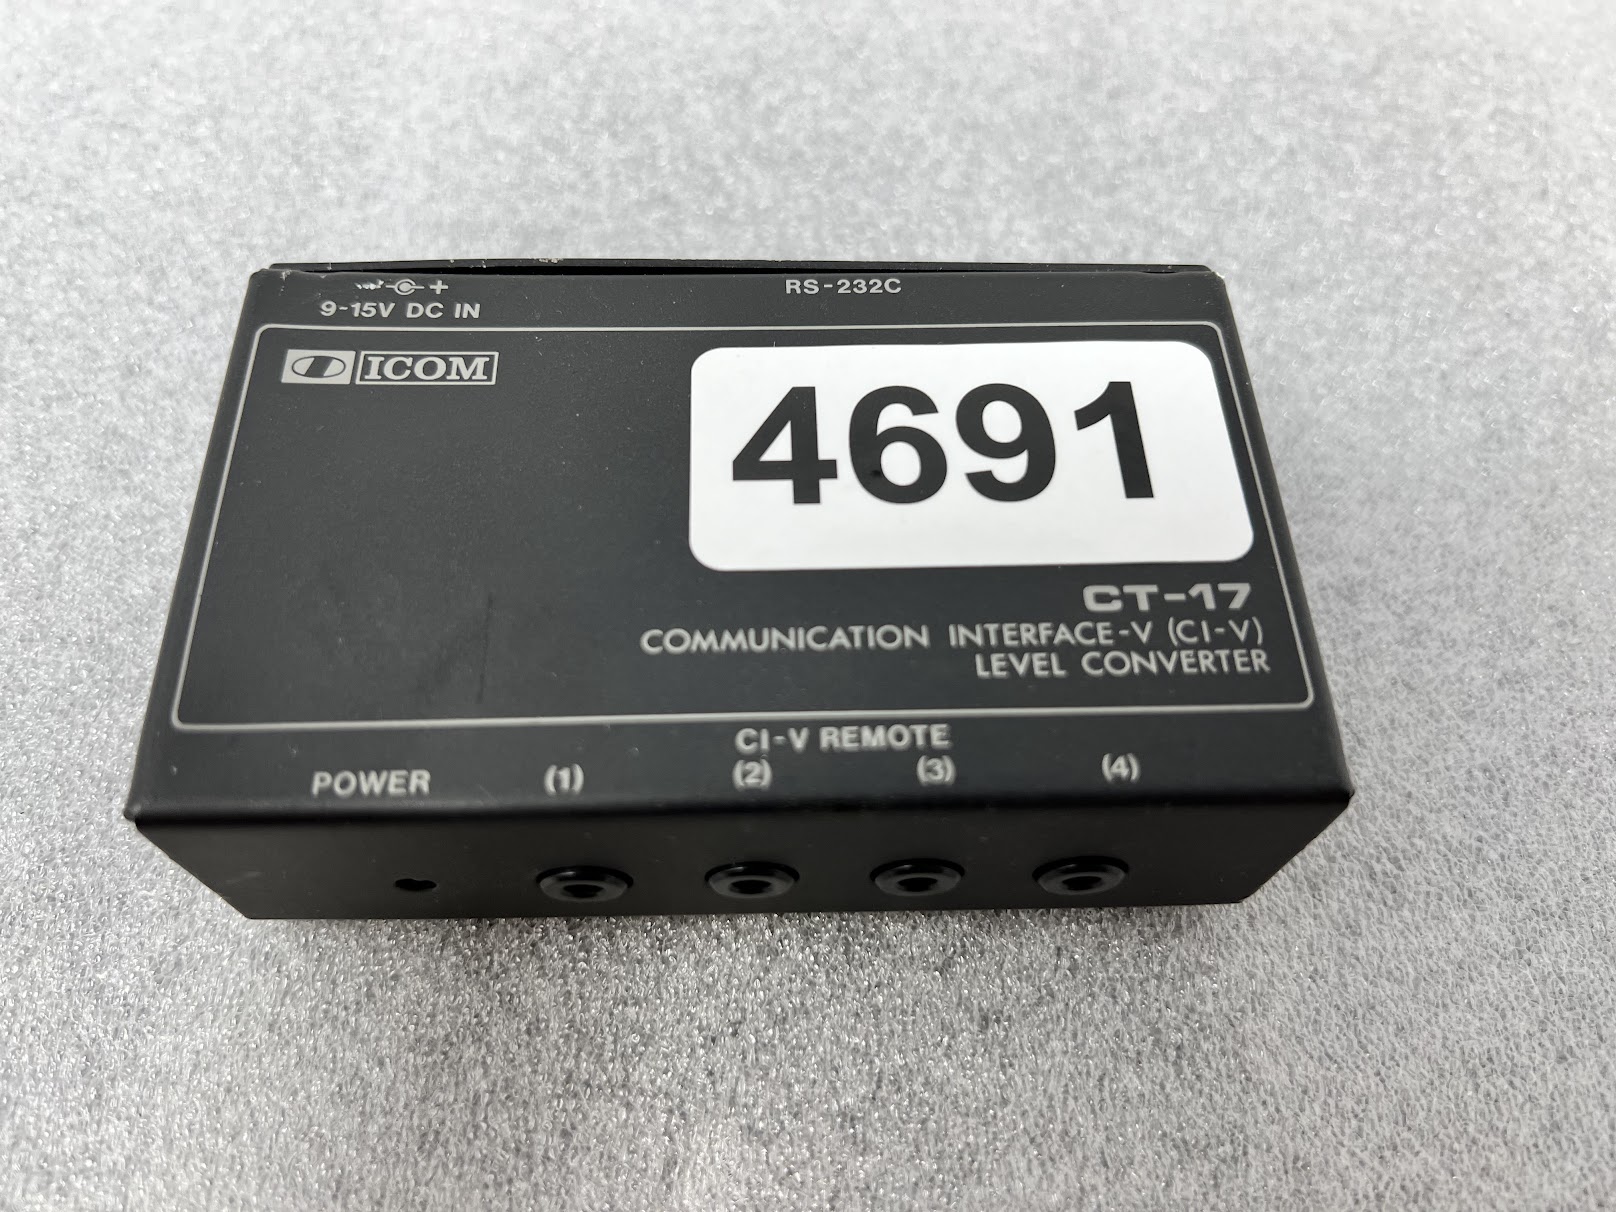 RS-232C
+
9-15V DC IN
ICOM
4691
CT-17
COMMUNICATION INTERFACE-V (CI-V)
LEVEL CONVERTER
CI-V REMOTE
POWER (1) (2) (3) (4)